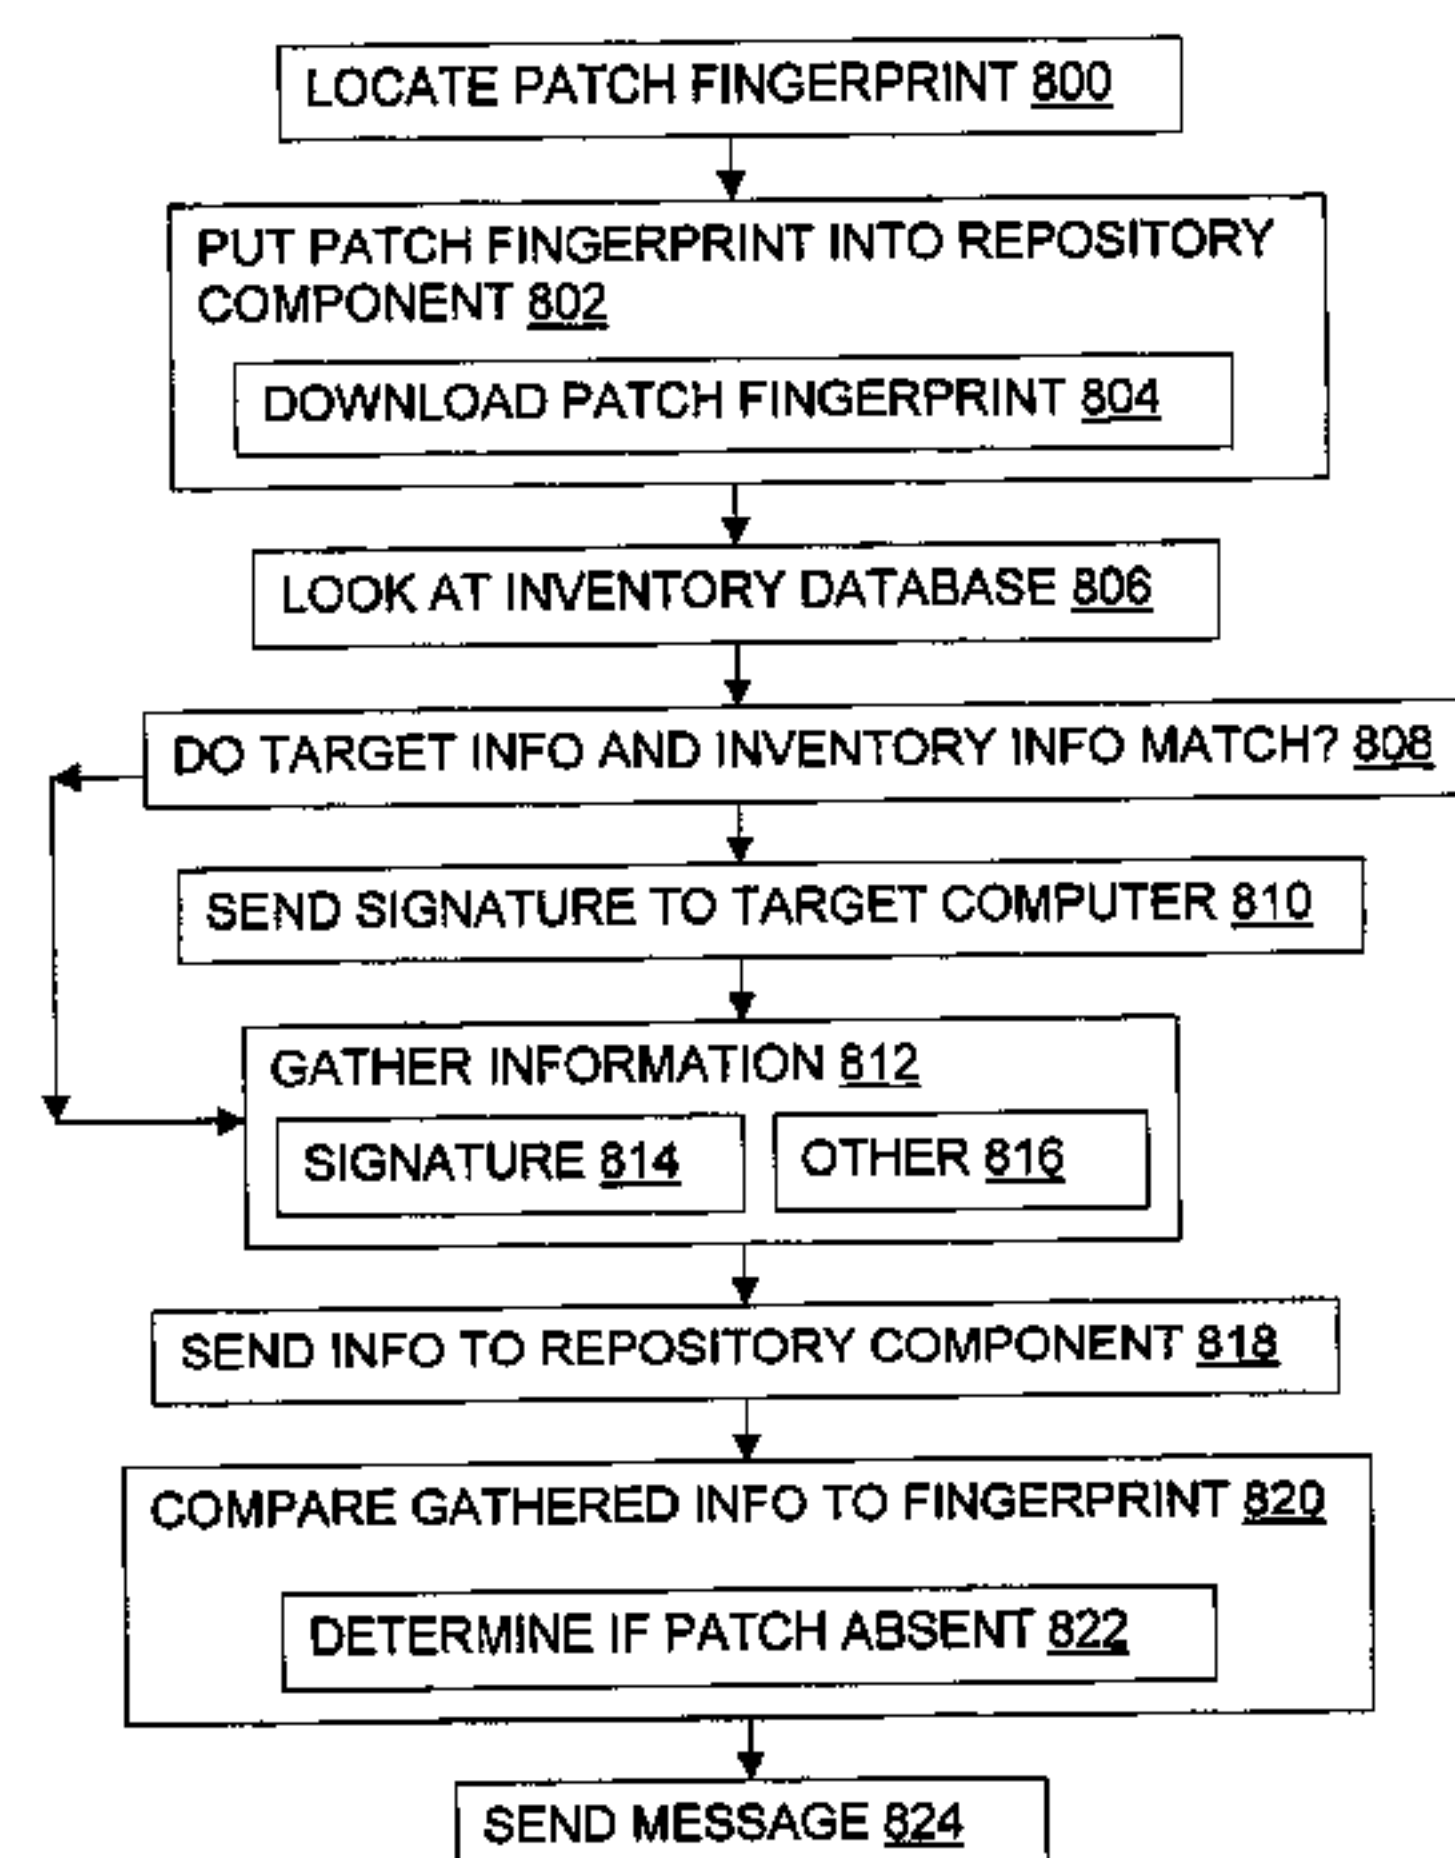 LOCATE PATCH FINGERPRINT 800
PUT PATCH FINGERPRINT INTO REPOSITORY
COMPONENT 802
DOWNLOAD PATCH FINGERPRINT 804
LOOK AT INVENTORY DATABASE 806
DO TARGET INFO AND INVENTORY INFO MATCH? 808
SEND SIGNATURE TO TARGET COMPUTER 810
GATHER INFORMATION 812
SIGNATURE 814
OTHER 816
SEND INFO TO REPOSITORY COMPONENT 818
COMPARE GATHERED INFO TO FINGERPRINT 820
DETERMINE IF PATCH ABSENT 822
SEND MESSAGE 824